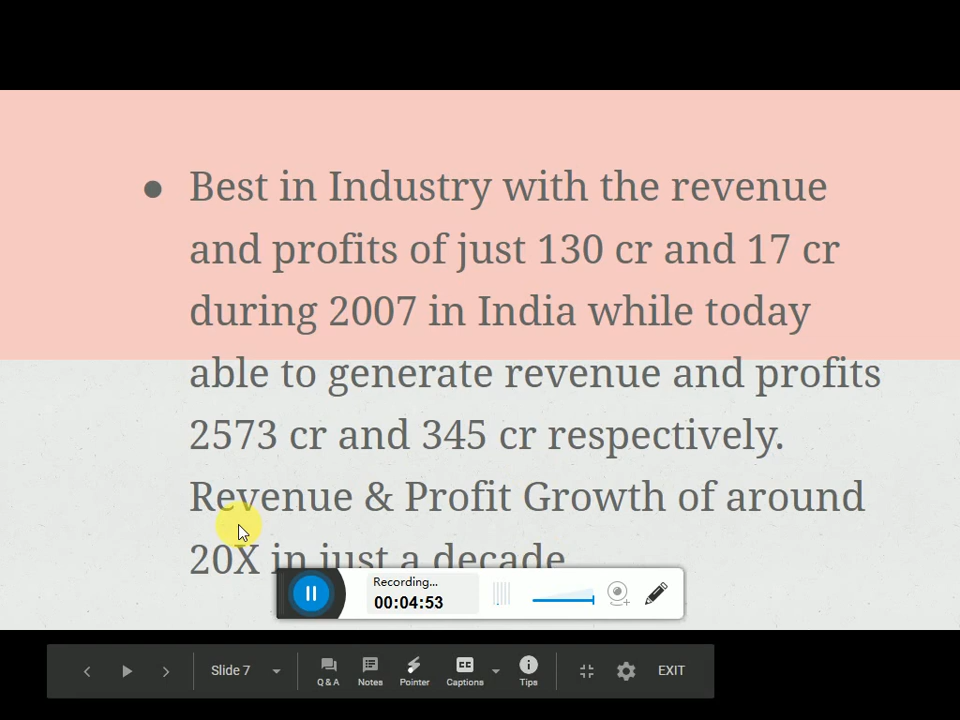 ● Best in Industry with the revenue
and profits of just 130 cr and 17 cr
during 2007 in India while today
able to generate revenue and profits
2573 cr and 345 cr respectively.
Revenue & Profit Growth of around
20X in just a decade
Recording...
00:04:53
Slide 7
Q & A
Notes
Pointer
CC
Captions
Tips
EXIT